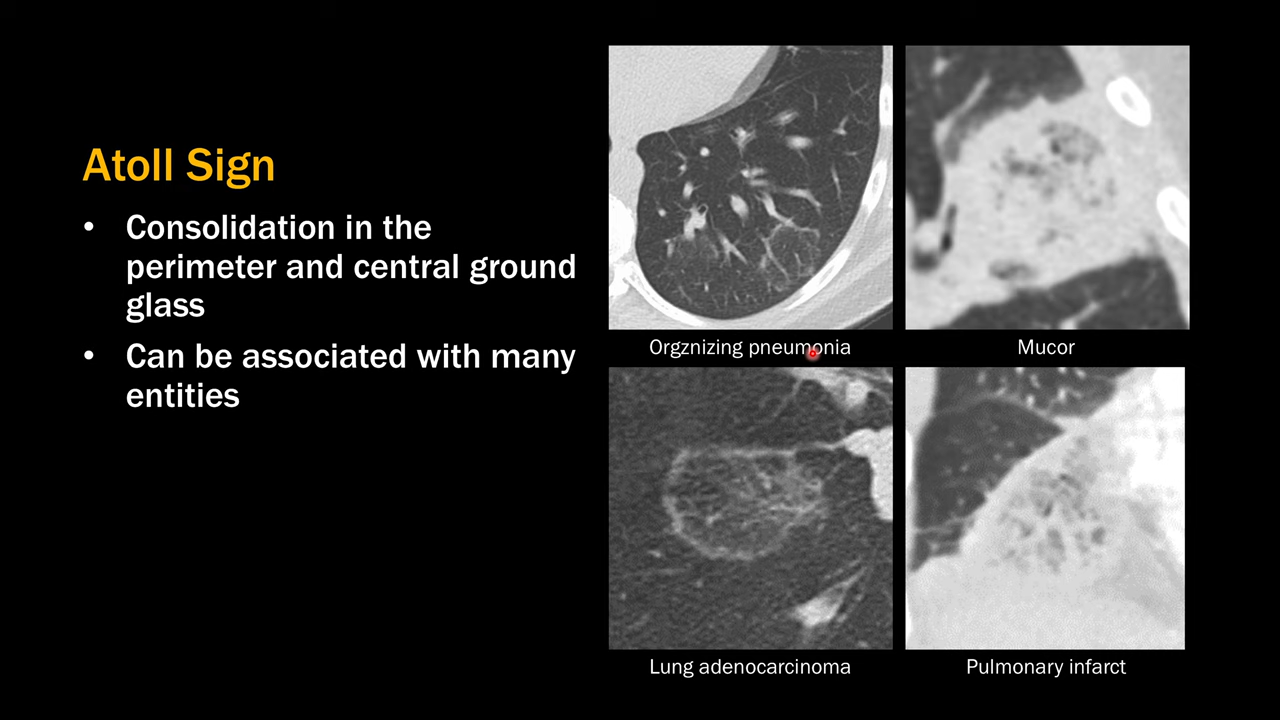 Atoll Sign
• Consolidation in the
perimeter and central ground
glass
• Can be associated with many
entities
Orgznizing pneumonia
Mucor
Lung adenocarcinoma
Pulmonary infarct